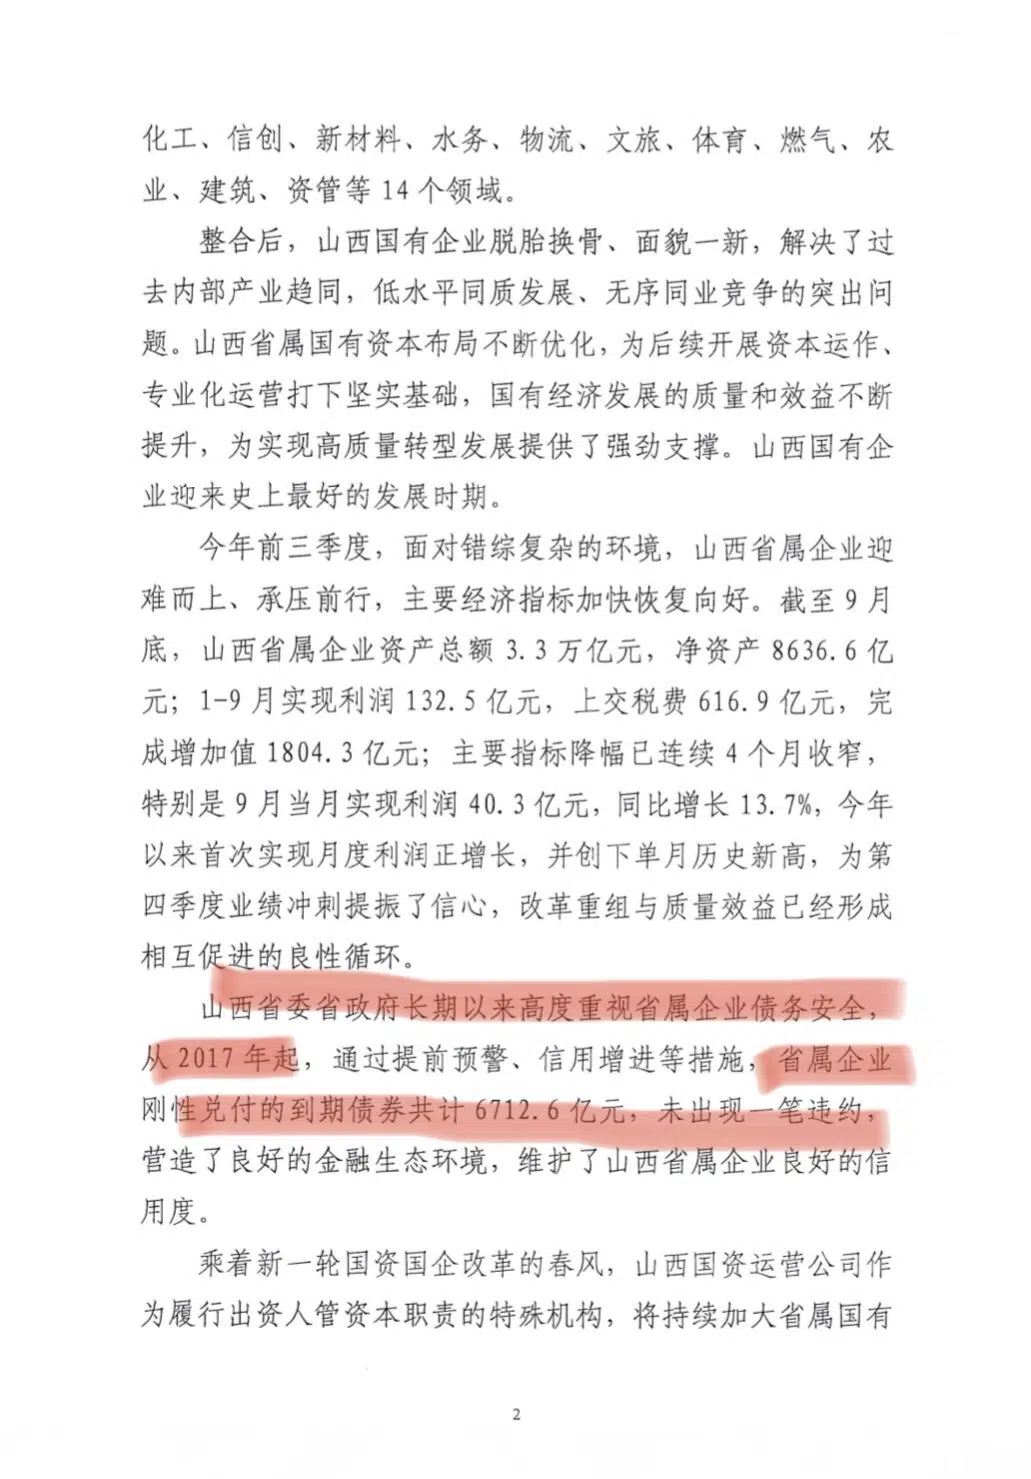 化工、信创、新材料、水务、物流、文旅、体育、燃气、农
业、建筑、资管等 14 个领域。
整合后，山西国有企业脱胎换骨、面貌一新，解决了过
去内部产业趋同，低水平同质发展、无序同业竞争的突出问
题。山西省属国有资本布局不断优化，为后续开展资本运作、
专业化运营打下坚实基础，国有经济发展的质量和效益不断
提升，为实现高质量转型发展提供了强劲支撑。山西国有企
业迎来史上最好的发展时期。
今年前三季度，面对错综复杂的环境，山西省属企业迎
难而上、承压前行，主要经济指标加快恢复向好。截至 9 月
底，山西省属企业资产总额 3.3 万亿元，净资产 8636.6 亿
元；1-9 月实现利润 132.5 亿元，上交税费 616.9 亿元，完
成增加值 1804.3 亿元；主要指标降幅已连续 4 个月收窄，
特别是 9 月当月实现利润 40.3 亿元，同比增长 13.7%，今年
以来首次实现月度利润正增长，并创下单月历史新高，为第
四季度业绩冲刺提振了信心，改革重组与质量效益已经形成
相互促进的良性循环。
山西省委省政府长期以来高度重视省属企业债务安全，
从 2017 年起，通过提前预警、信用增进等措施，省属企业
刚性兑付的到期债券共计 6712.6 亿元，未出现一笔违约，
营造了良好的金融生态环境，维护了山西省属企业良好的信
用度。
乘着新一轮国资国企改革的春风，山西国资运营公司作
为履行出资人管资本职责的特殊机构，将持续加大省属国有
2